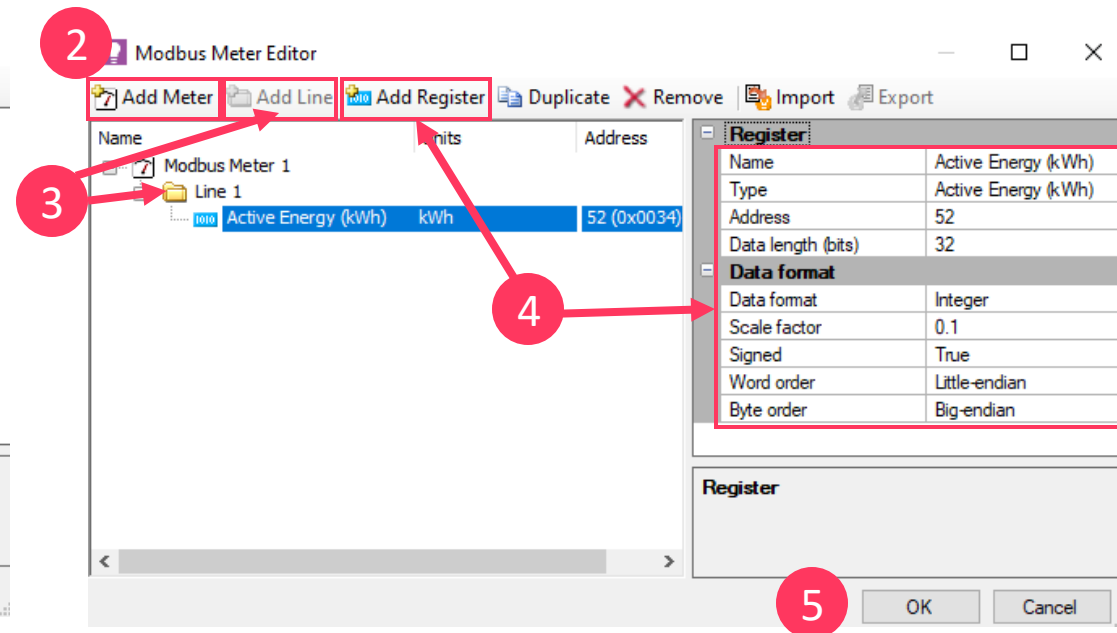 2
Modbus Meter Editor
Add Meter Add Line Add Register Duplicate Remove Import Export
Name Units Address
Modbus Meter 1
3
Line 1
Active Energy (kWh) kWh 52 (0x0034)
4
Register
Name Active Energy (kWh)
Type Active Energy (kWh)
Address 52
Data length (bits) 32
Data format
Data format Integer
Scale factor 0.1
Signed True
Word order Little-endian
Byte order Big-endian
Register
5
OK Cancel